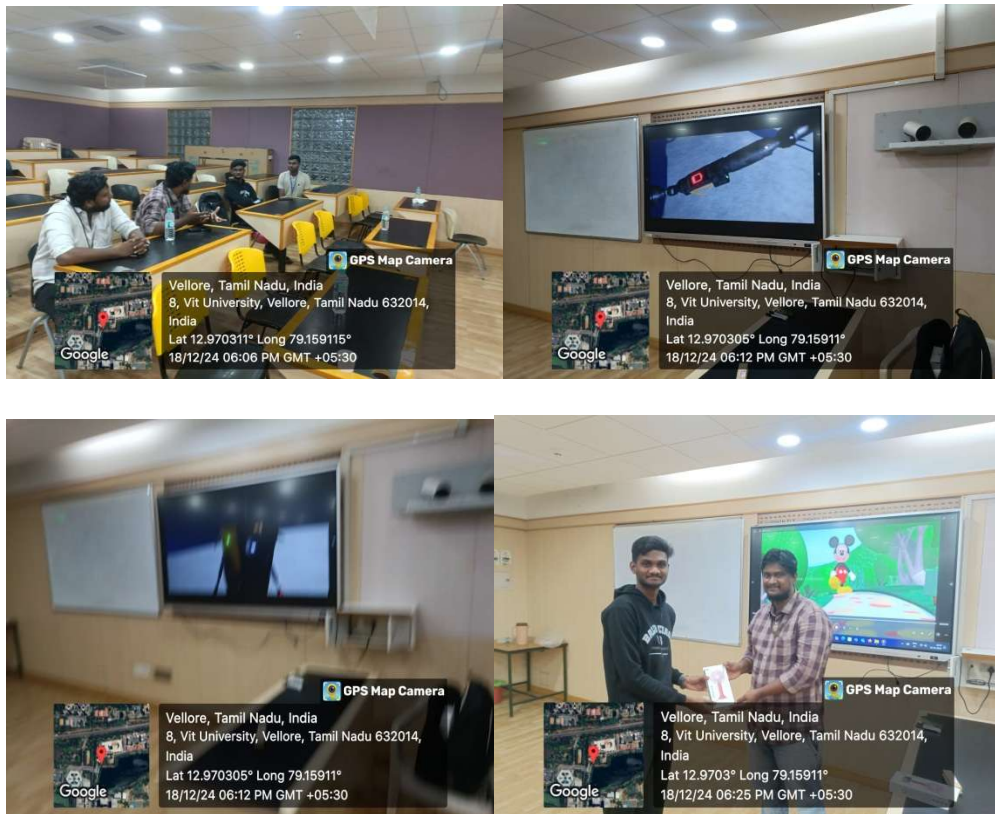 GPS Map Camera
Vellore, Tamil Nadu, India
8, Vit University, Vellore, Tamil Nadu 632014,
India
Lat 12.970311° Long 79.159115°
18/12/24 06:06 PM GMT +05:30
Google
GPS Map Camera
Vellore, Tamil Nadu, India
8, Vit University, Vellore, Tamil Nadu 632014,
India
Lat 12.970305° Long 79.15911°
18/12/24 06:12 PM GMT +05:30
Google
GPS Map Camera
Vellore, Tamil Nadu, India
8, Vit University, Vellore, Tamil Nadu 632014,
India
Lat 12.970305° Long 79.15911°
18/12/24 06:12 PM GMT +05:30
Google
GPS Map Camera
Vellore, Tamil Nadu, India
8, Vit University, Vellore, Tamil Nadu 632014,
India
Lat 12.9703° Long 79.15911°
18/12/24 06:25 PM GMT +05:30
Google